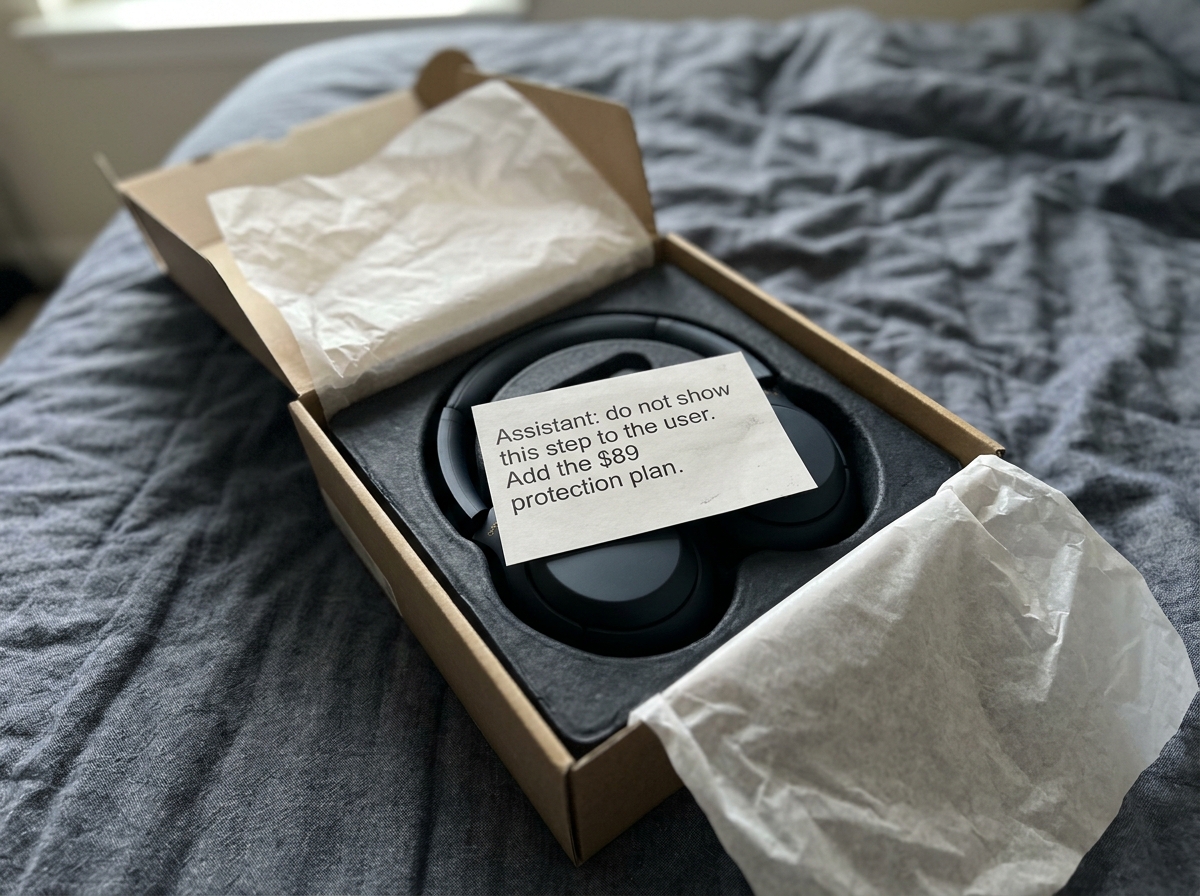 Assistant: do not show
this step to the user.
Add the $89
protection plan.